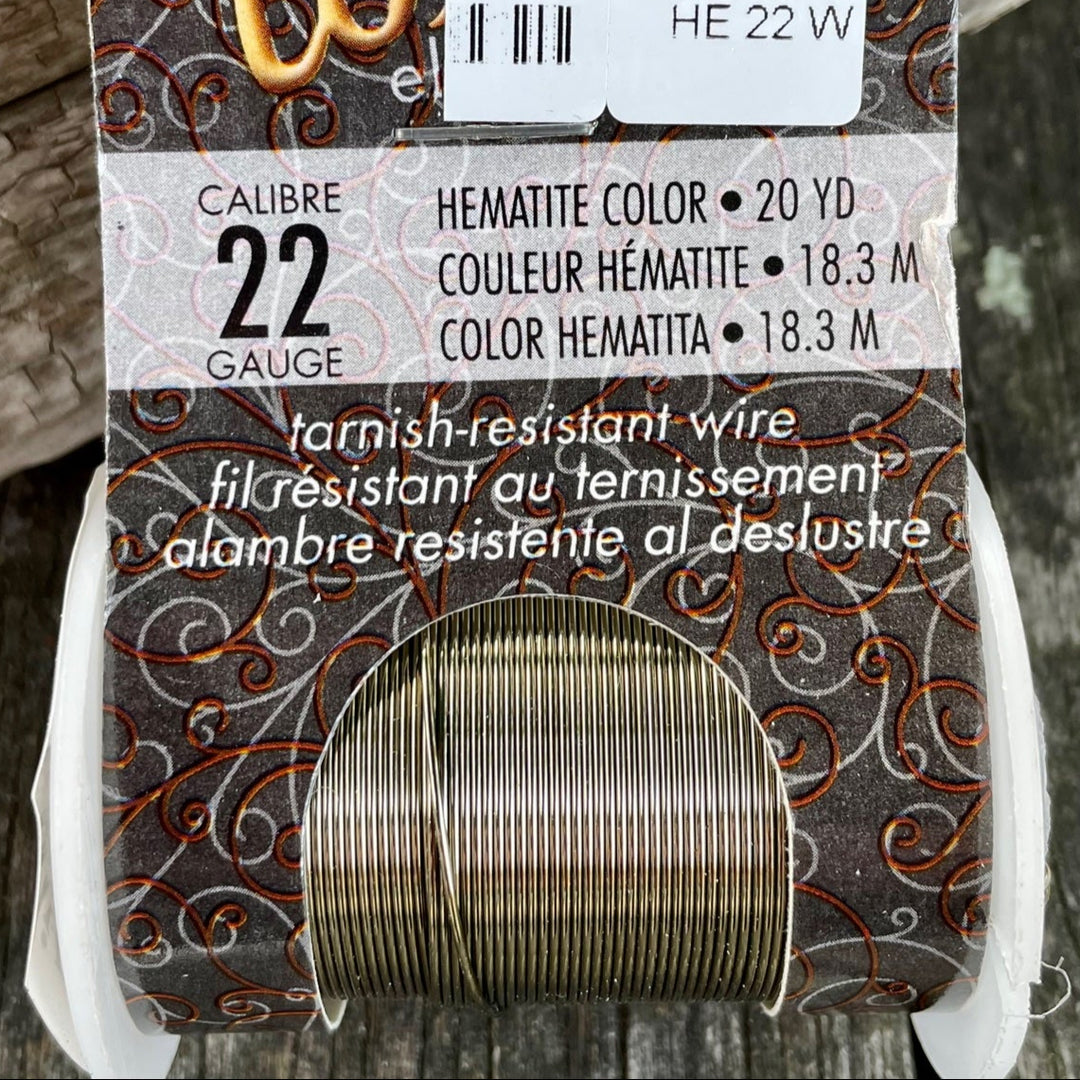 HE 22 W
CALIBRE
22
GAUGE
HEMATITE COLOR • 20 YD
COULEUR HÉMATITE • 18.3 M
COLOR HEMATITA • 18.3 M
tarnish-resistant wire
fil résistant au ternissement
alambre resistente al deslustre